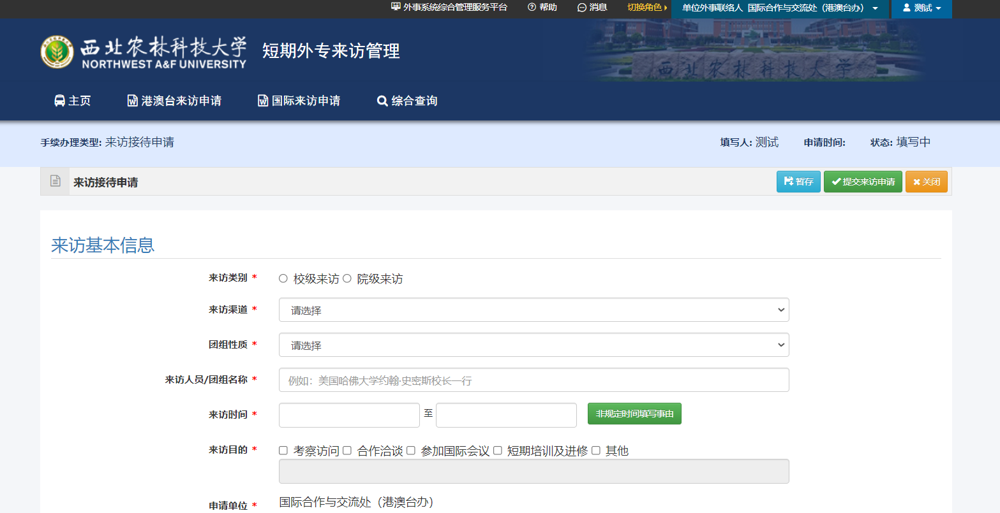 外事系统综合管理服务平台 帮助 消息 切换角色 单位外事联络人 国际合作与交流处（港澳台办） 测试
西北农林科技大学
NORTHWEST A&F UNIVERSITY
短期外专来访管理
西北农林科技大学
主页 港澳台来访申请 国际来访申请 综合查询
手续办理类型: 来访接待申请 填写人: 测试 申请时间: 状态: 填写中
来访接待申请 暂存 提交来访申请 关闭
来访基本信息
来访类别 * 校级来访 院级来访
来访渠道 * 请选择
团组性质 * 请选择
来访人员/团组名称 * 例如：美国哈佛大学约翰·史密斯校长一行
来访时间 * 至 非规定时间填写事由
来访目的 * 考察访问 合作洽谈 参加国际会议 短期培训及进修 其他
申请单位 * 国际合作与交流处（港澳台办）